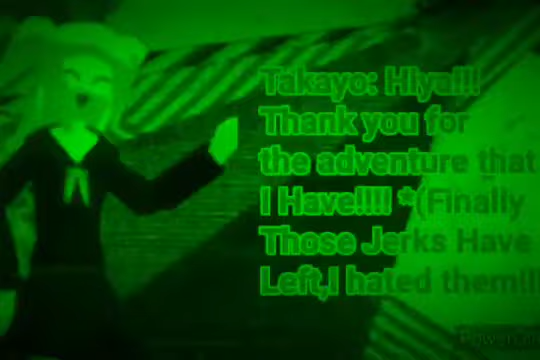 Takayo: Hiya!!!
Thank you for
the adventure that
I Have!!!! *(Finally
Those Jerks Have
Left,I hated them!!!